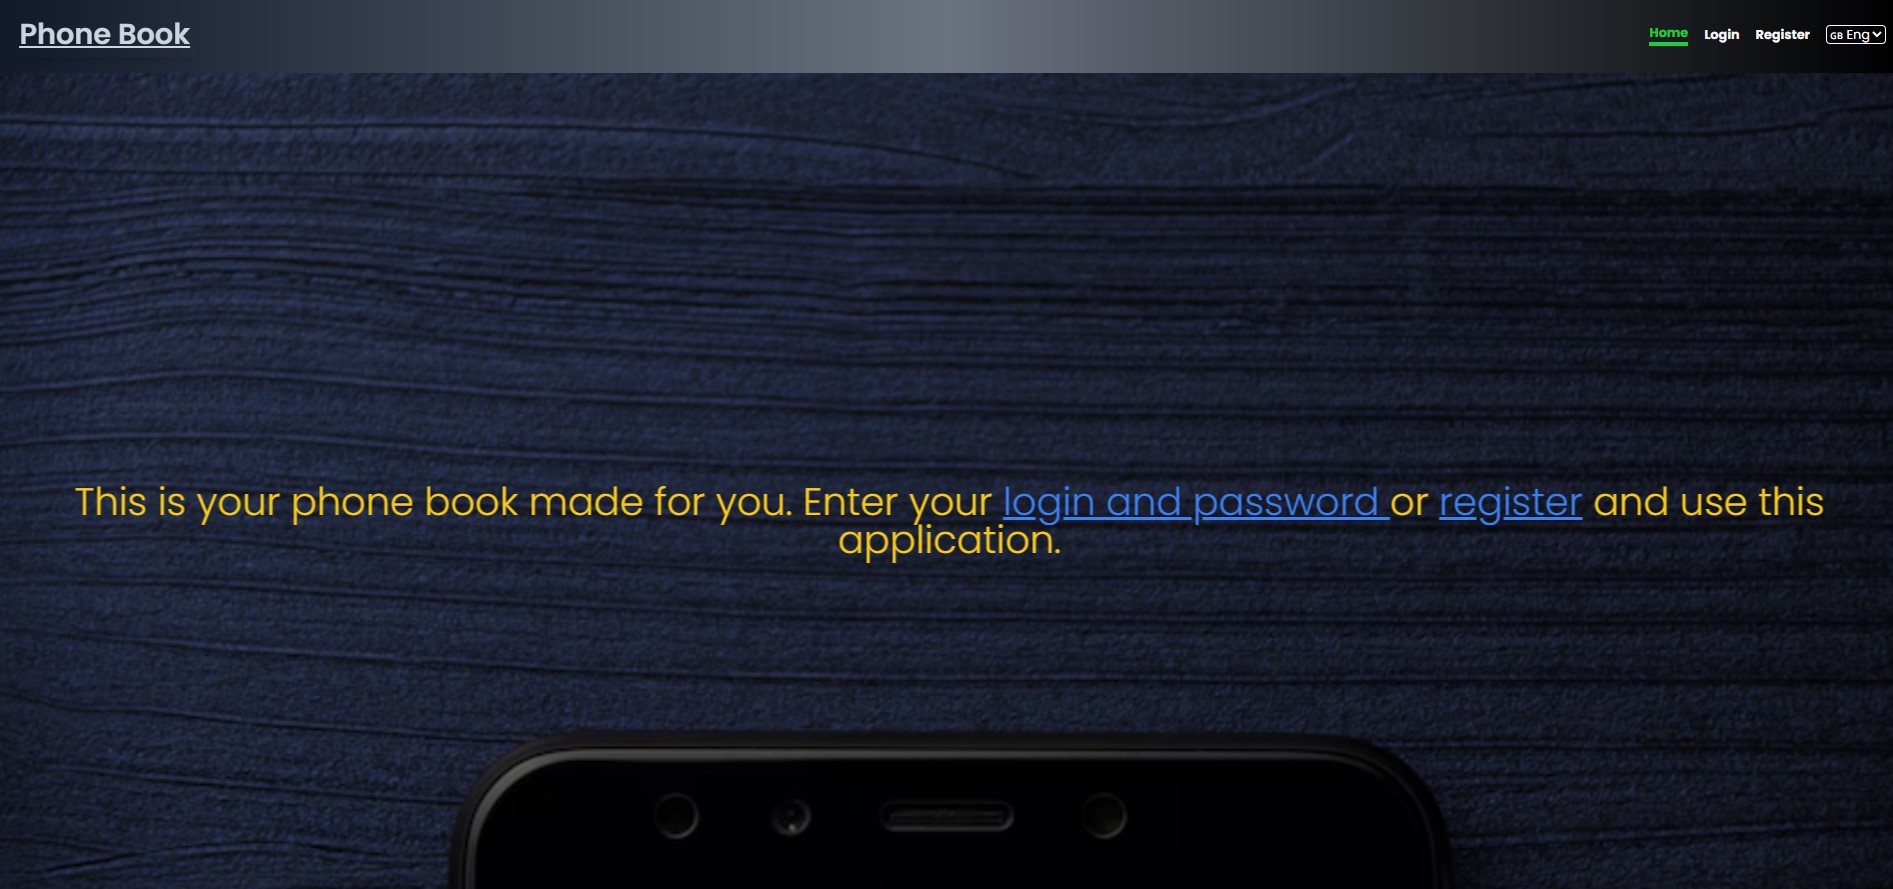 Phone Book
Home Login Register GB Eng
This is your phone book made for you. Enter your login and password or register and use this
application.